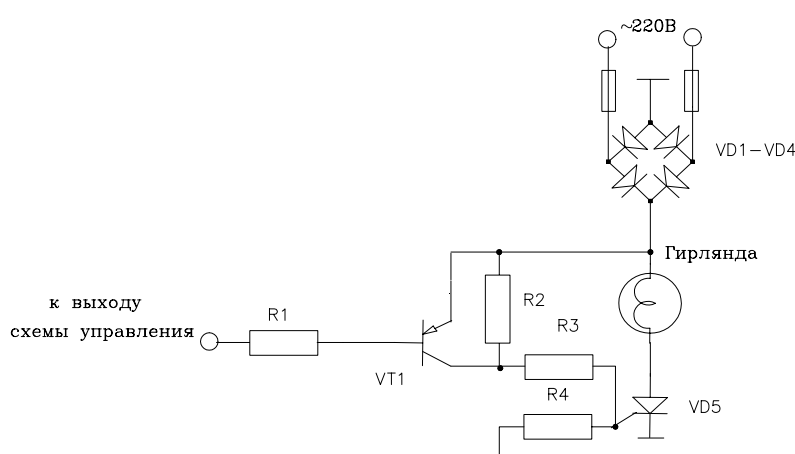 ~220В
VD1-VD4
Гирлянда
к выходу
схемы управления
R1
R2
R3
VT1
R4
VD5